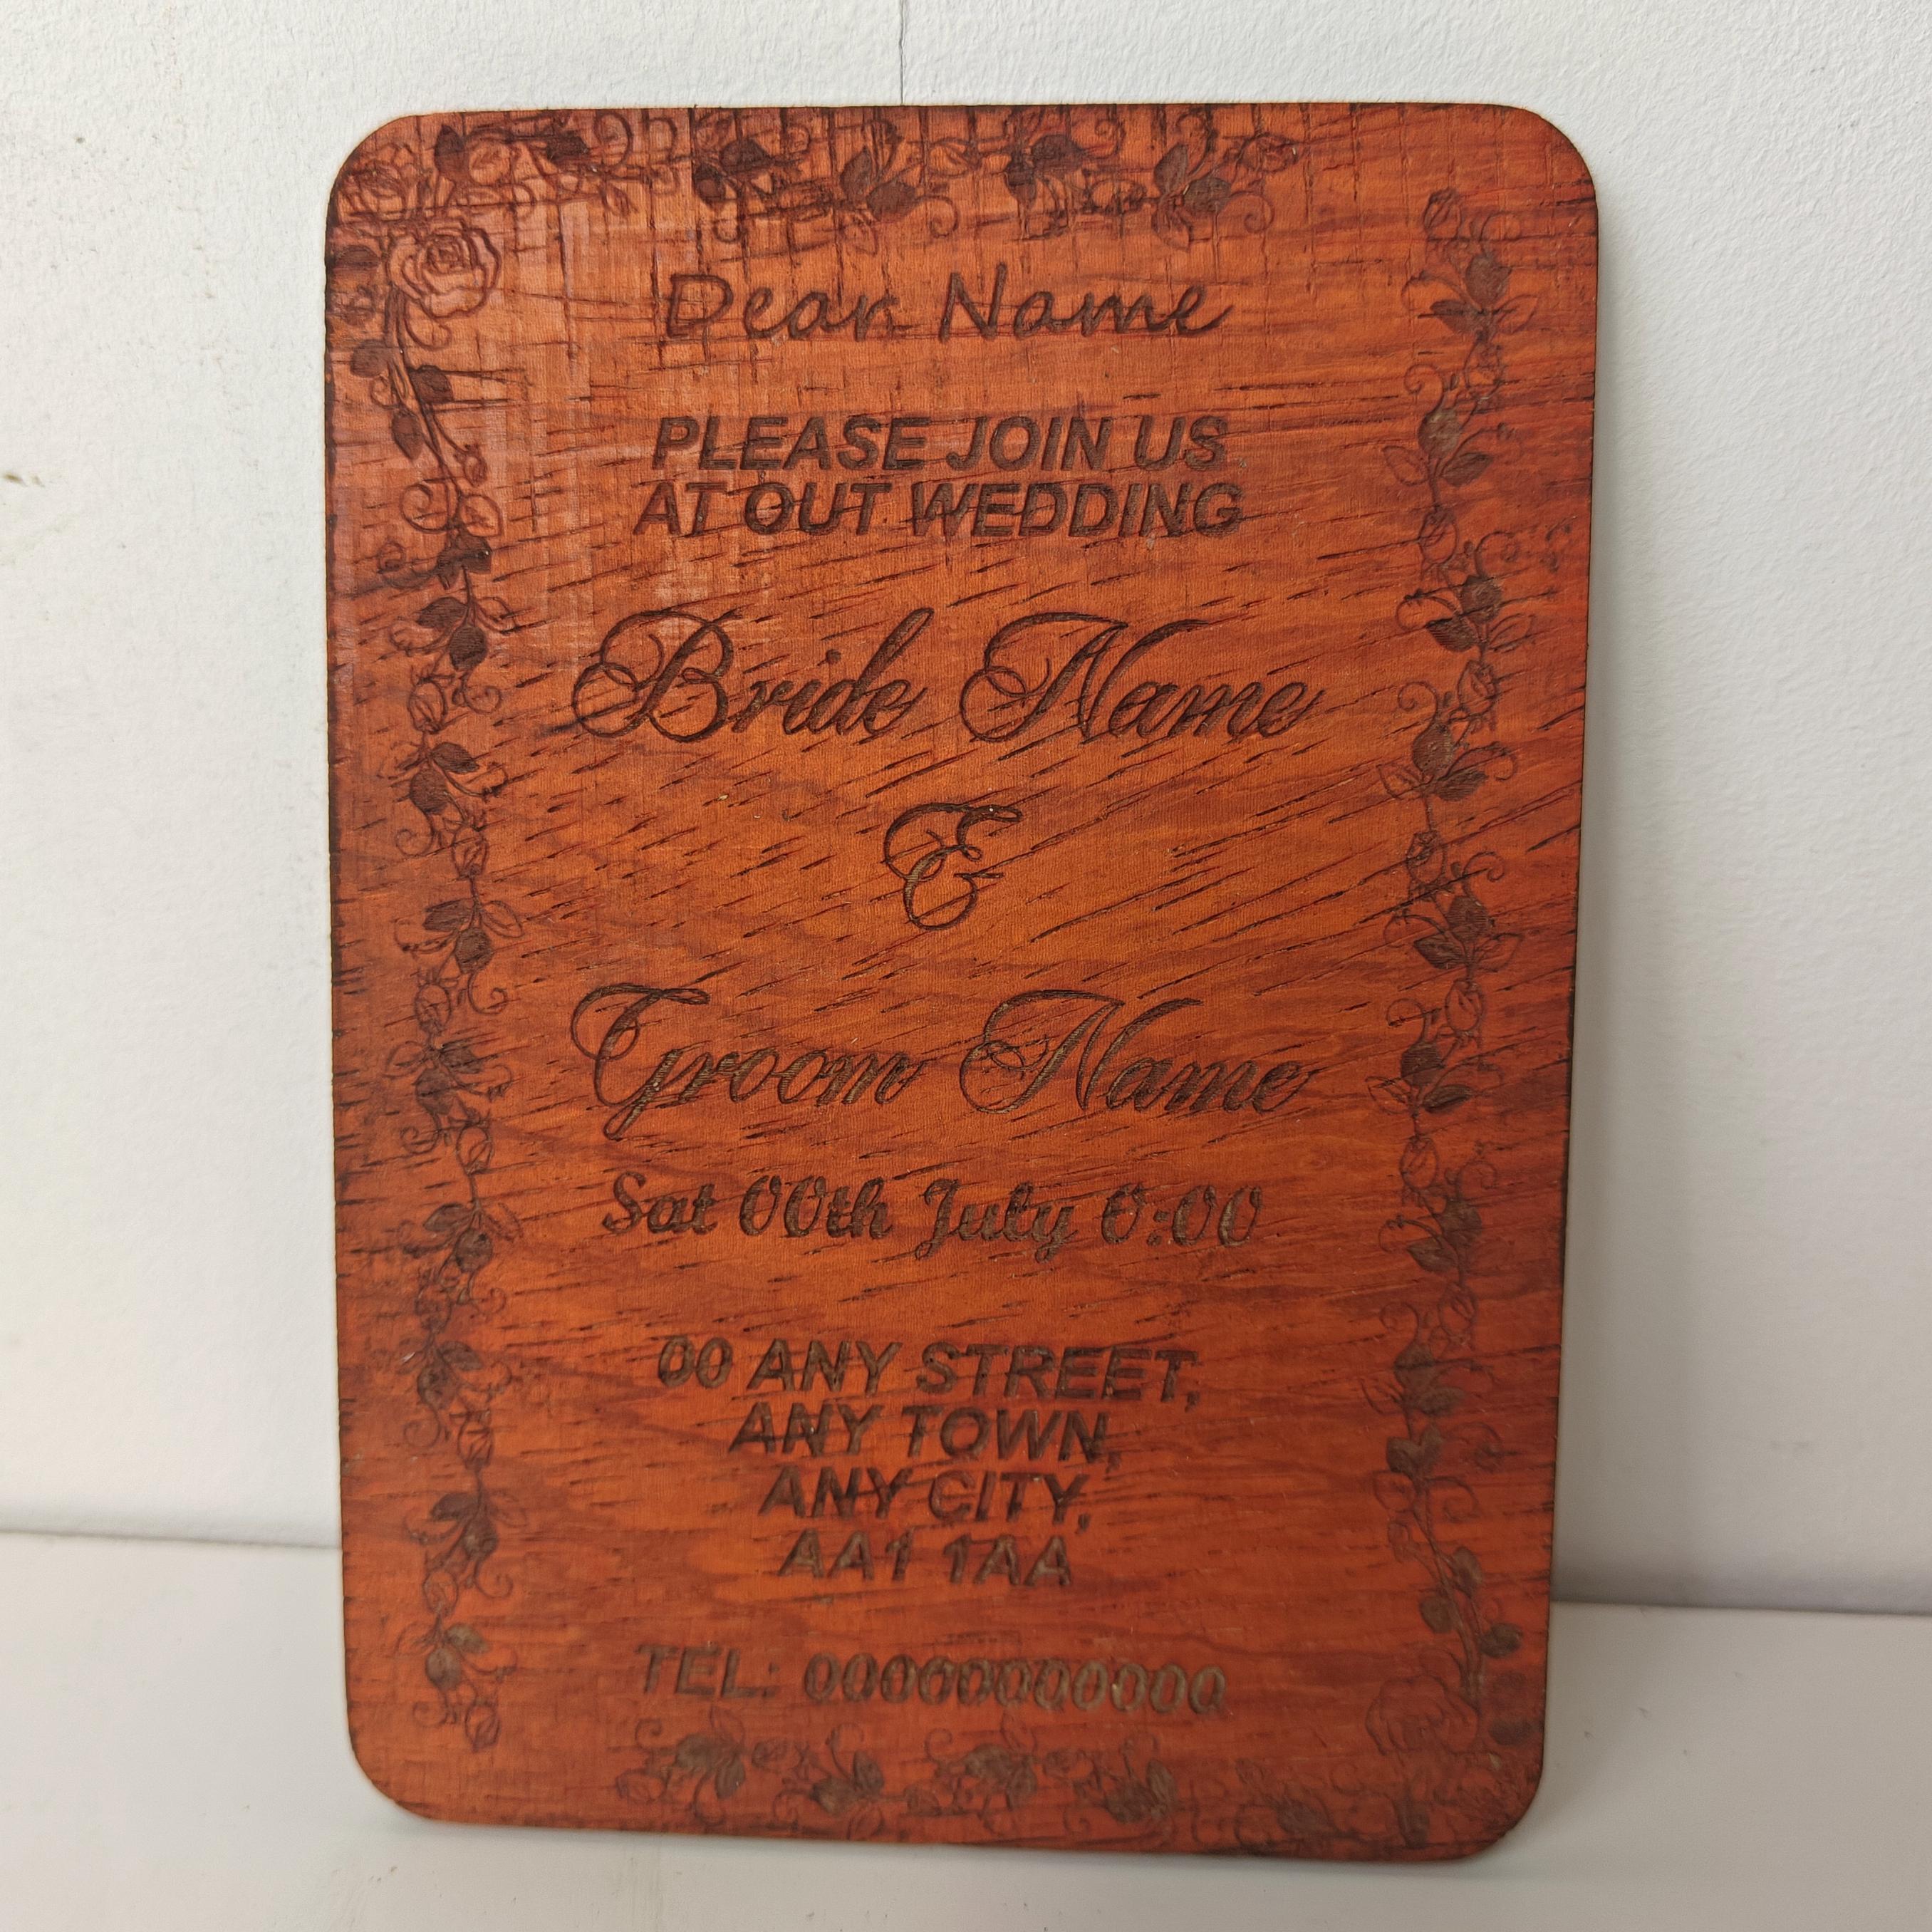 Dear Name
PLEASE JOIN US
AT OUT WEDDING
Bride Name
&
Groom Name
Sat 00th July 0:00
00 ANY STREET,
ANY TOWN,
ANY CITY,
AA1 1AA
TEL: 00000000000